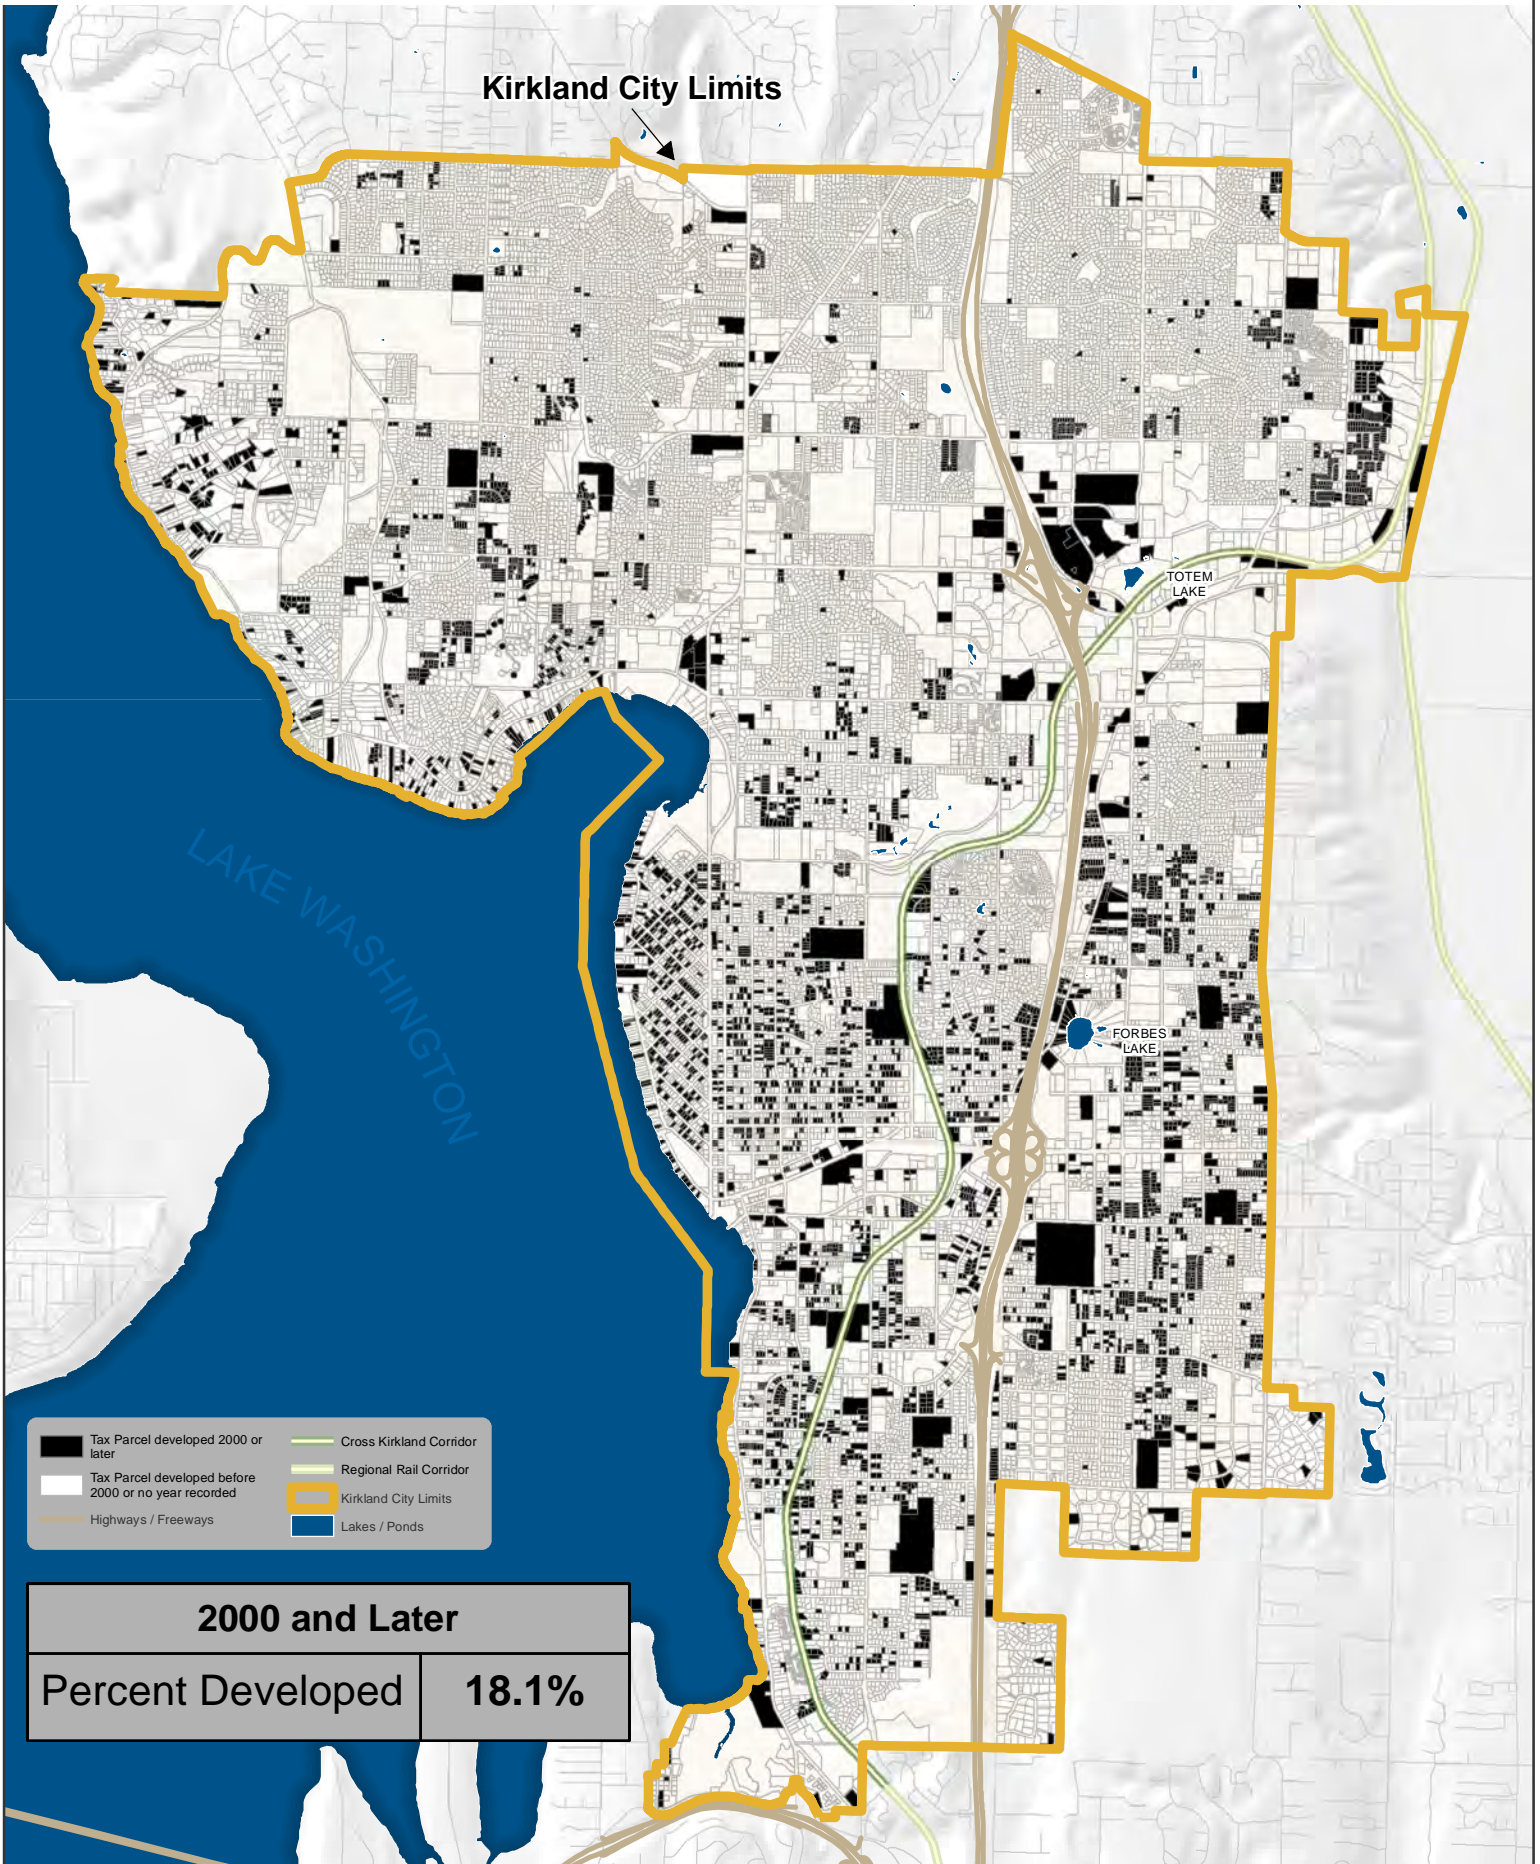 Kirkland City Limits
TOTEM
LAKE
LAKE WASHINGTON
FORBES
LAKE
Tax Parcel developed 2000 or
later
Tax Parcel developed before
2000 or no year recorded
Highways / Freeways
Cross Kirkland Corridor
Regional Rail Corridor
Kirkland City Limits
Lakes / Ponds
2000 and Later
Percent Developed 18.1%